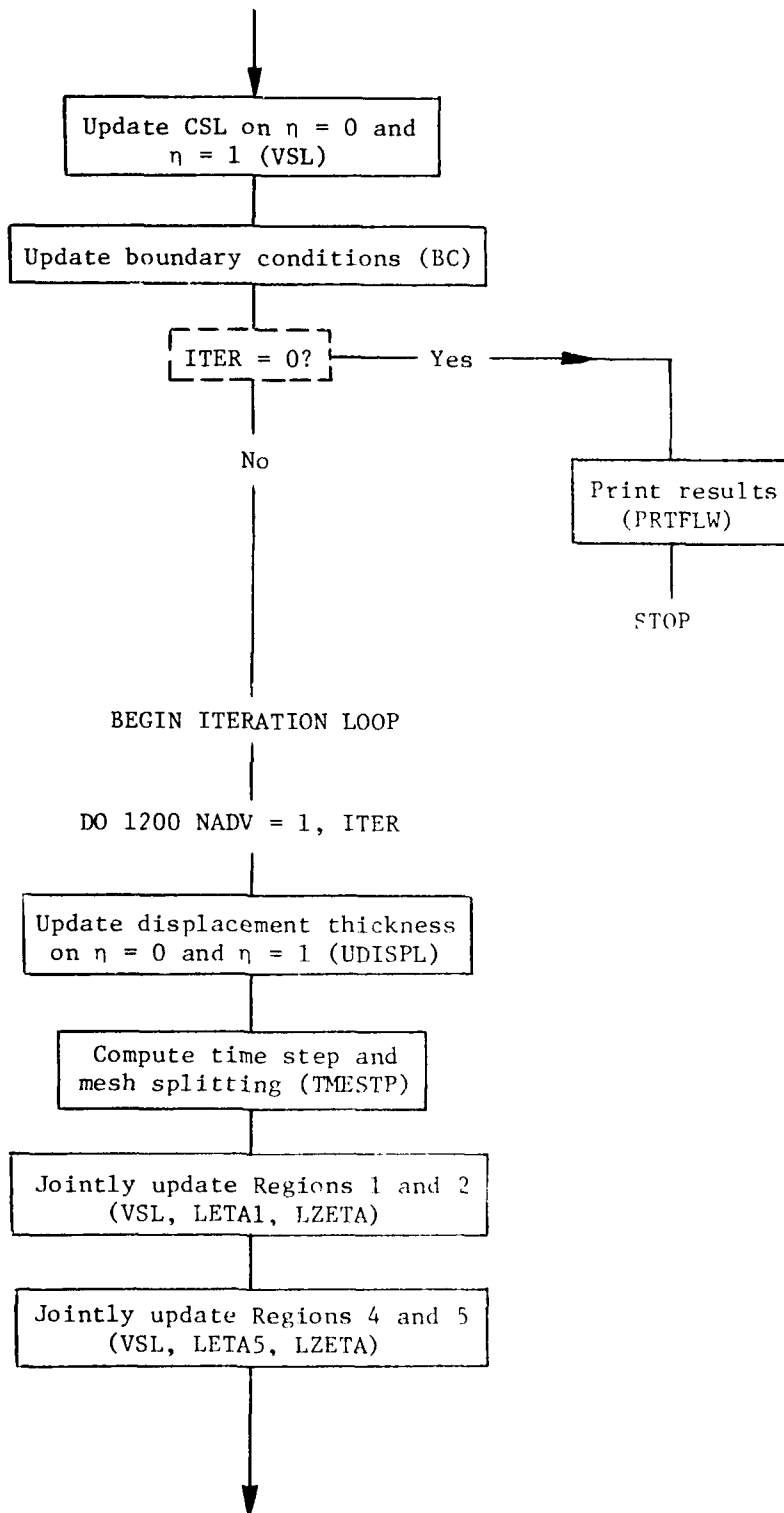 Update CSL on η = 0 and
η = 1 (VSL)
Update boundary conditions (BC)
ITER = 0?
Yes
No
Print results
(PRTFLW)
STOP
BEGIN ITERATION LOOP
DO 1200 NADV = 1, ITER
Update displacement thickness
on η = 0 and η = 1 (UDISPL)
Compute time step and
mesh splitting (TMESTP)
Jointly update Regions 1 and 2
(VSL, LETA1, LZETA)
Jointly update Regions 4 and 5
(VSL, LETA5, LZETA)